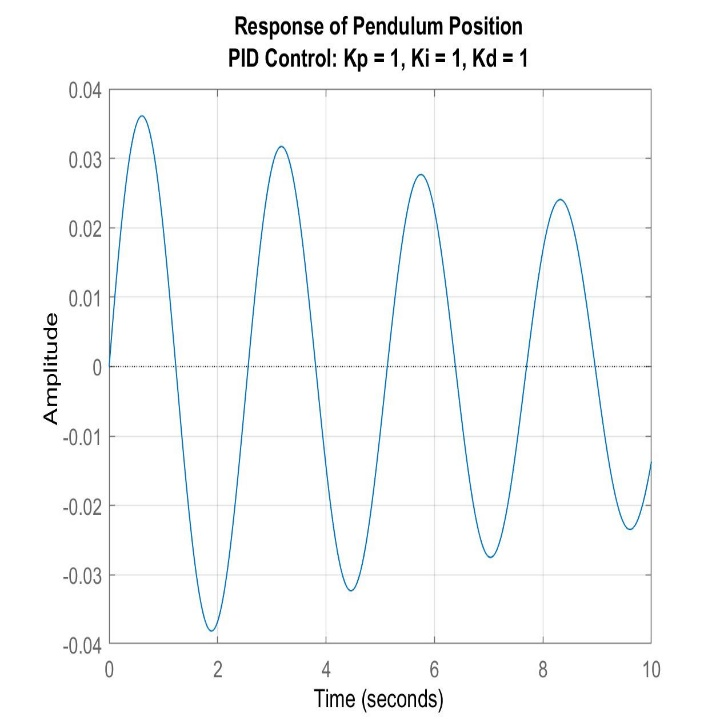 Response of Pendulum Position
PID Control: Kp = 1, Ki = 1, Kd = 1
0.04
0.03
0.02
0.01
0
-0.01
-0.02
-0.03
-0.04
Amplitude
0 2 4 6 8 10
Time (seconds)